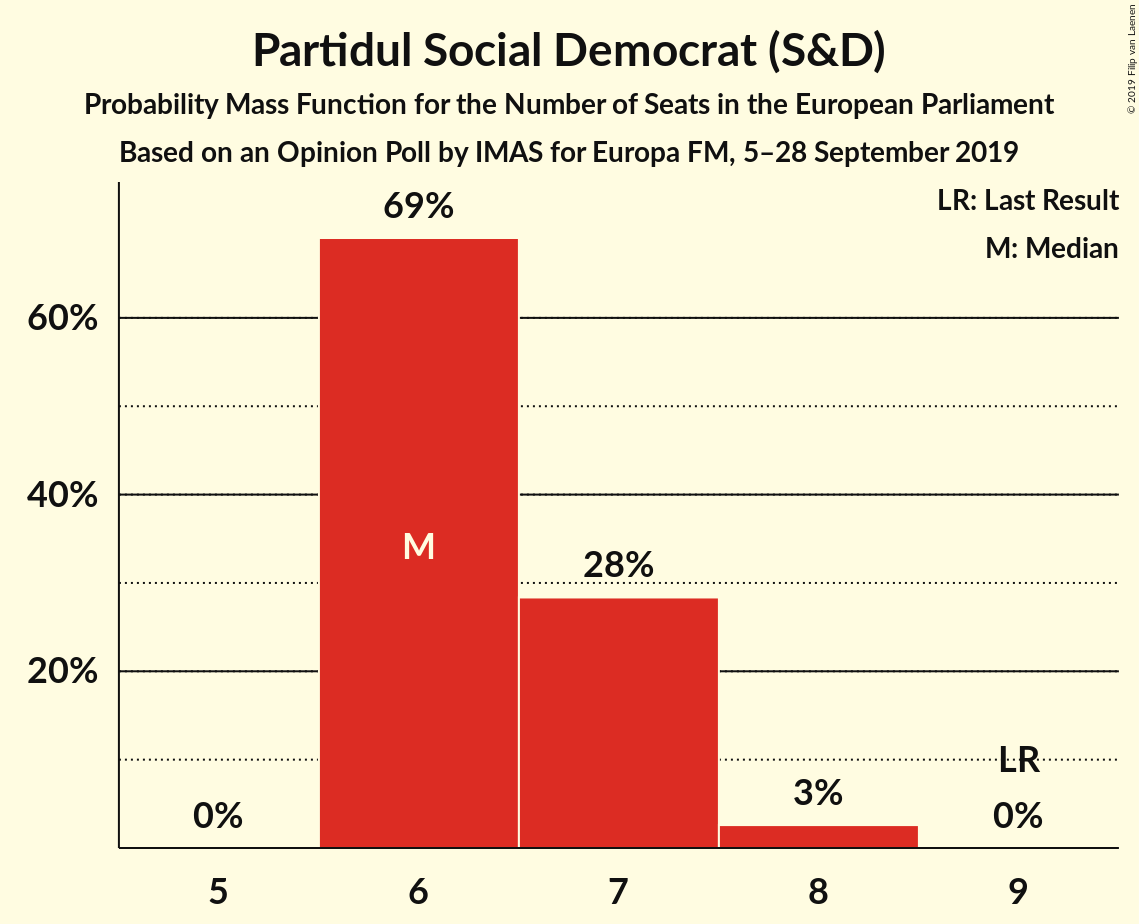 Partidul Social Democrat (S&D)
Probability Mass Function for the Number of Seats in the European Parliament
Based on an Opinion Poll by IMAS for Europa FM, 5–28 September 2019
© 2019 Filip van Laenen
LR: Last Result
M: Median
69%
60%
40%
M
28%
20%
LR
3%
0%
0%
5 6 7 8 9